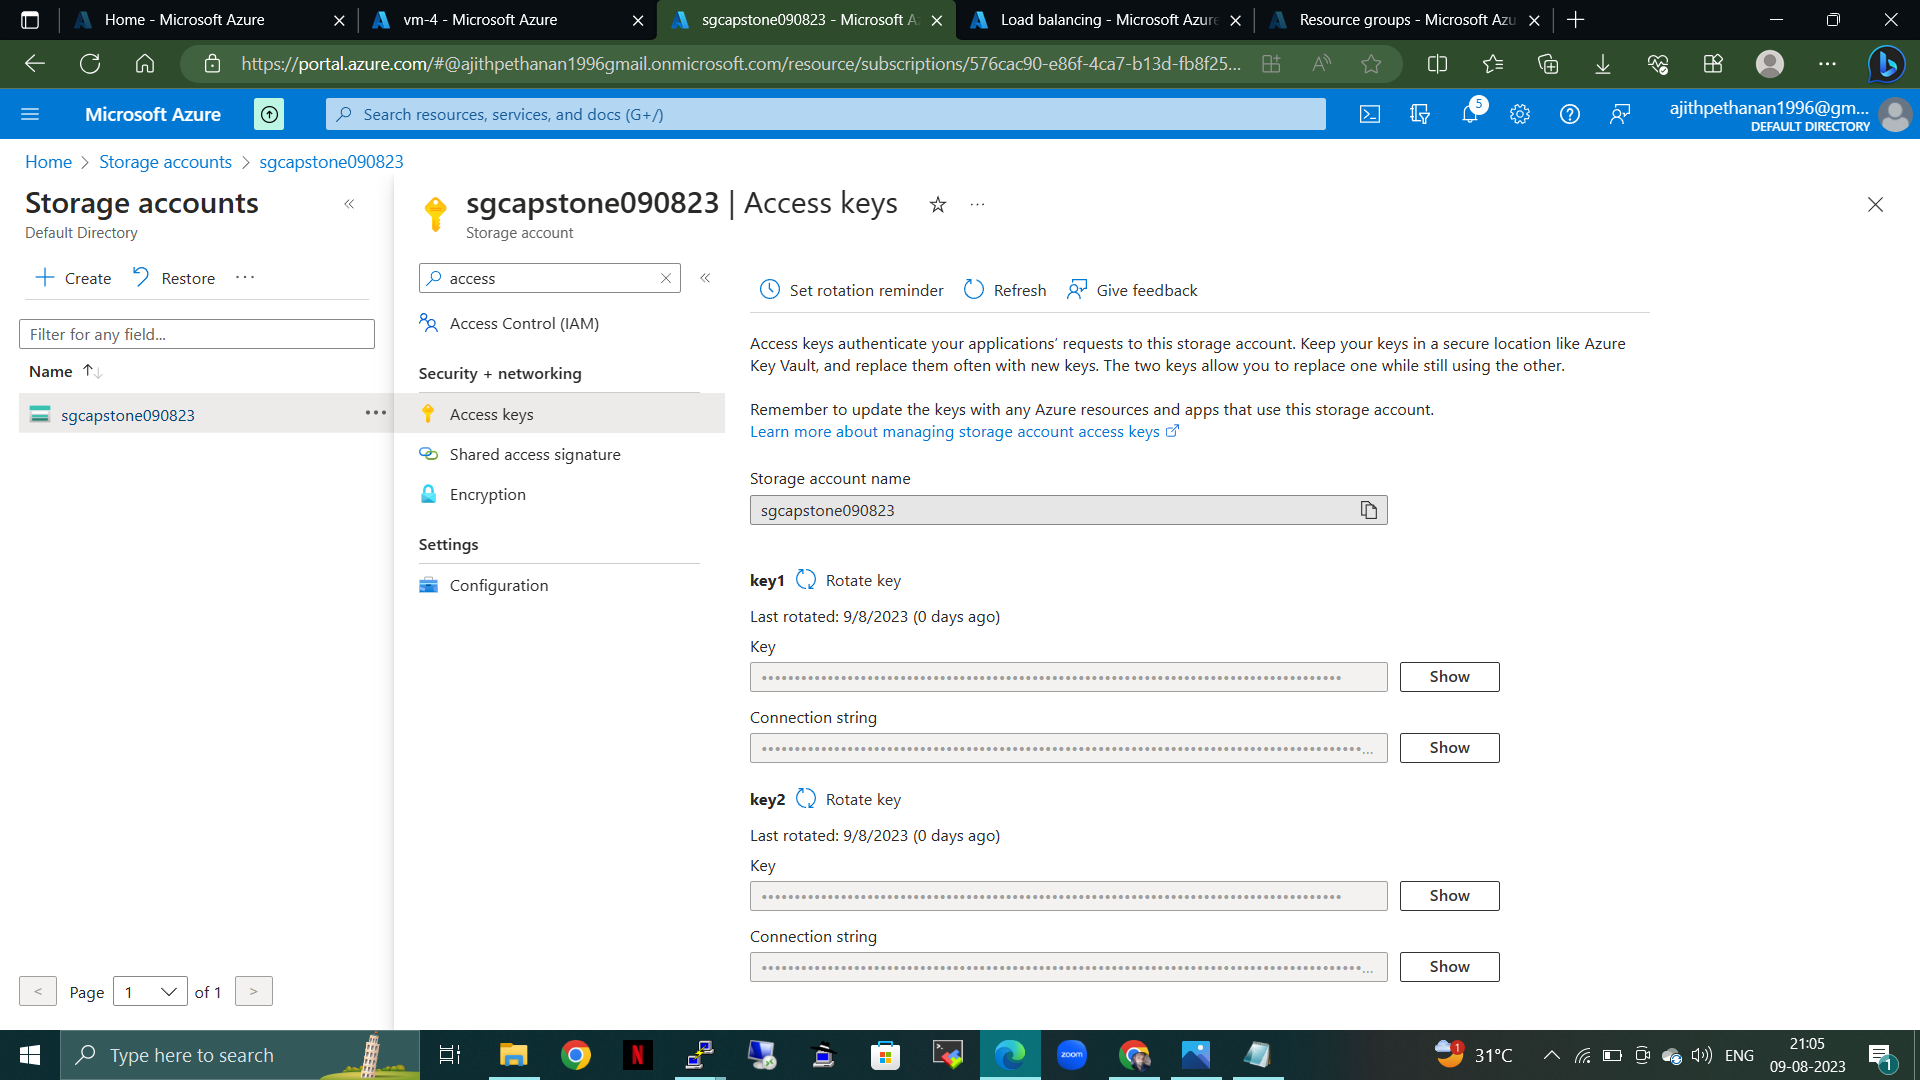 Home - Microsoft Azure
vm-4 - Microsoft Azure
sgcapstone090823 - Microsoft A
Load balancing - Microsoft Azure
Resource groups - Microsoft Azu
https://portal.azure.com/#@ajithpethanan1996gmail.onmicrosoft.com/resource/subscriptions/576cac90-e86f-4ca7-b13d-fb8f25...
Microsoft Azure
Search resources, services, and docs (G+/)
5
ajithpethanan1996@gm...
DEFAULT DIRECTORY
Home > Storage accounts > sgcapstone090823
Storage accounts
Default Directory
Create
Restore
Filter for any field...
Name
sgcapstone090823
< Page 1 of 1 >
sgcapstone090823 | Access keys
Storage account
access
Access Control (IAM)
Security + networking
Access keys
Shared access signature
Encryption
Settings
Configuration
Set rotation reminder
Refresh
Give feedback
Access keys authenticate your applications’ requests to this storage account. Keep your keys in a secure location like Azure
Key Vault, and replace them often with new keys. The two keys allow you to replace one while still using the other.
Remember to update the keys with any Azure resources and apps that use this storage account.
Learn more about managing storage account access keys
Storage account name
sgcapstone090823
key1 Rotate key
Last rotated: 9/8/2023 (0 days ago)
Key
Show
Connection string
Show
key2 Rotate key
Last rotated: 9/8/2023 (0 days ago)
Key
Show
Connection string
Show
Type here to search
N
zoom
1
31°C
ENG
21:05
09-08-2023
1